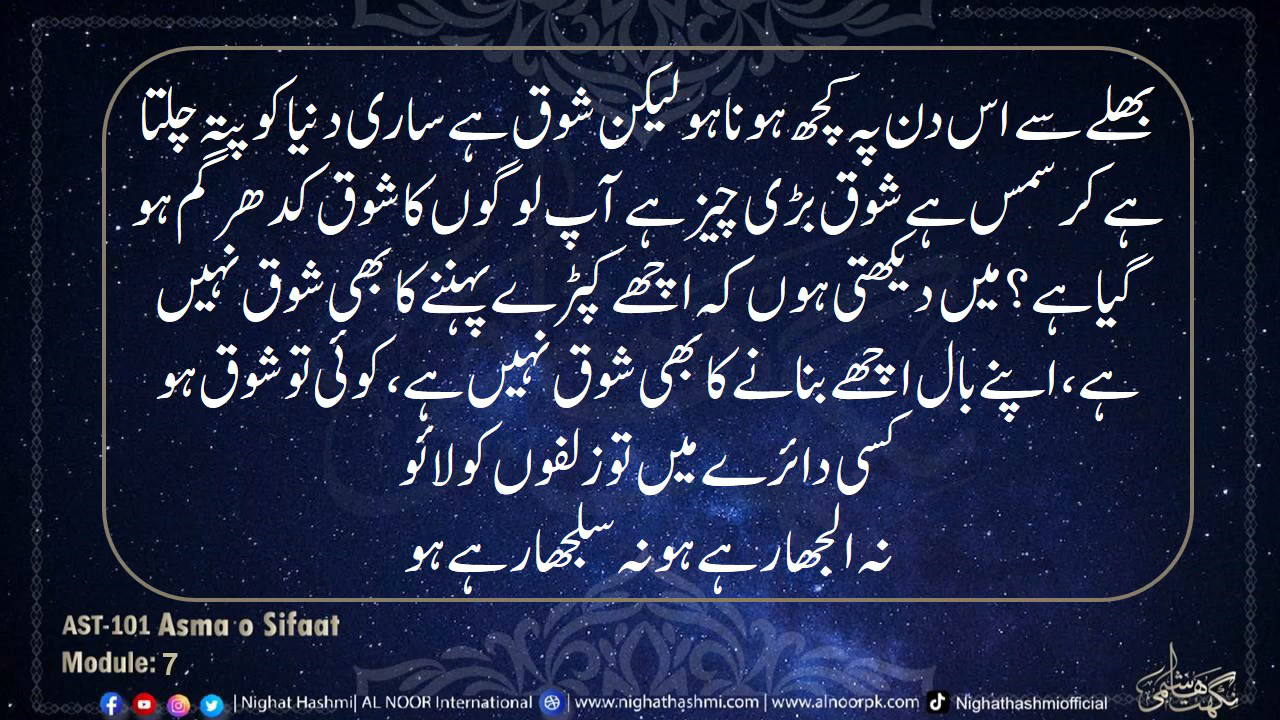 بھلے سے اس دن پہ کچھ ہونا ہو لیکن شوق ہے ساری دنیا کو پتہ چلتا
ہے کرسمس ہے شوق بڑی چیز ہے آپ لوگوں کا شوق کدھر گم ہو
گیا ہے؟ میں دیکھتی ہوں کہ اچھے کپڑے پہننے کا بھی شوق نہیں
ہے، اپنے بال اچھے بنانے کا بھی شوق نہیں ہے، کوئی تو شوق ہو
کسی دائرے میں تو زلفوں کو لائو
نہ الجھا رہے ہو نہ سلجھا رہے ہو
AST-101 Asma o Sifaat
Module: 7
| Nighat Hashmi| AL NOOR International | www.nighathashmi.com | www.alnoorpk.com Nighathashmiofficial
نگہت ہاشمی